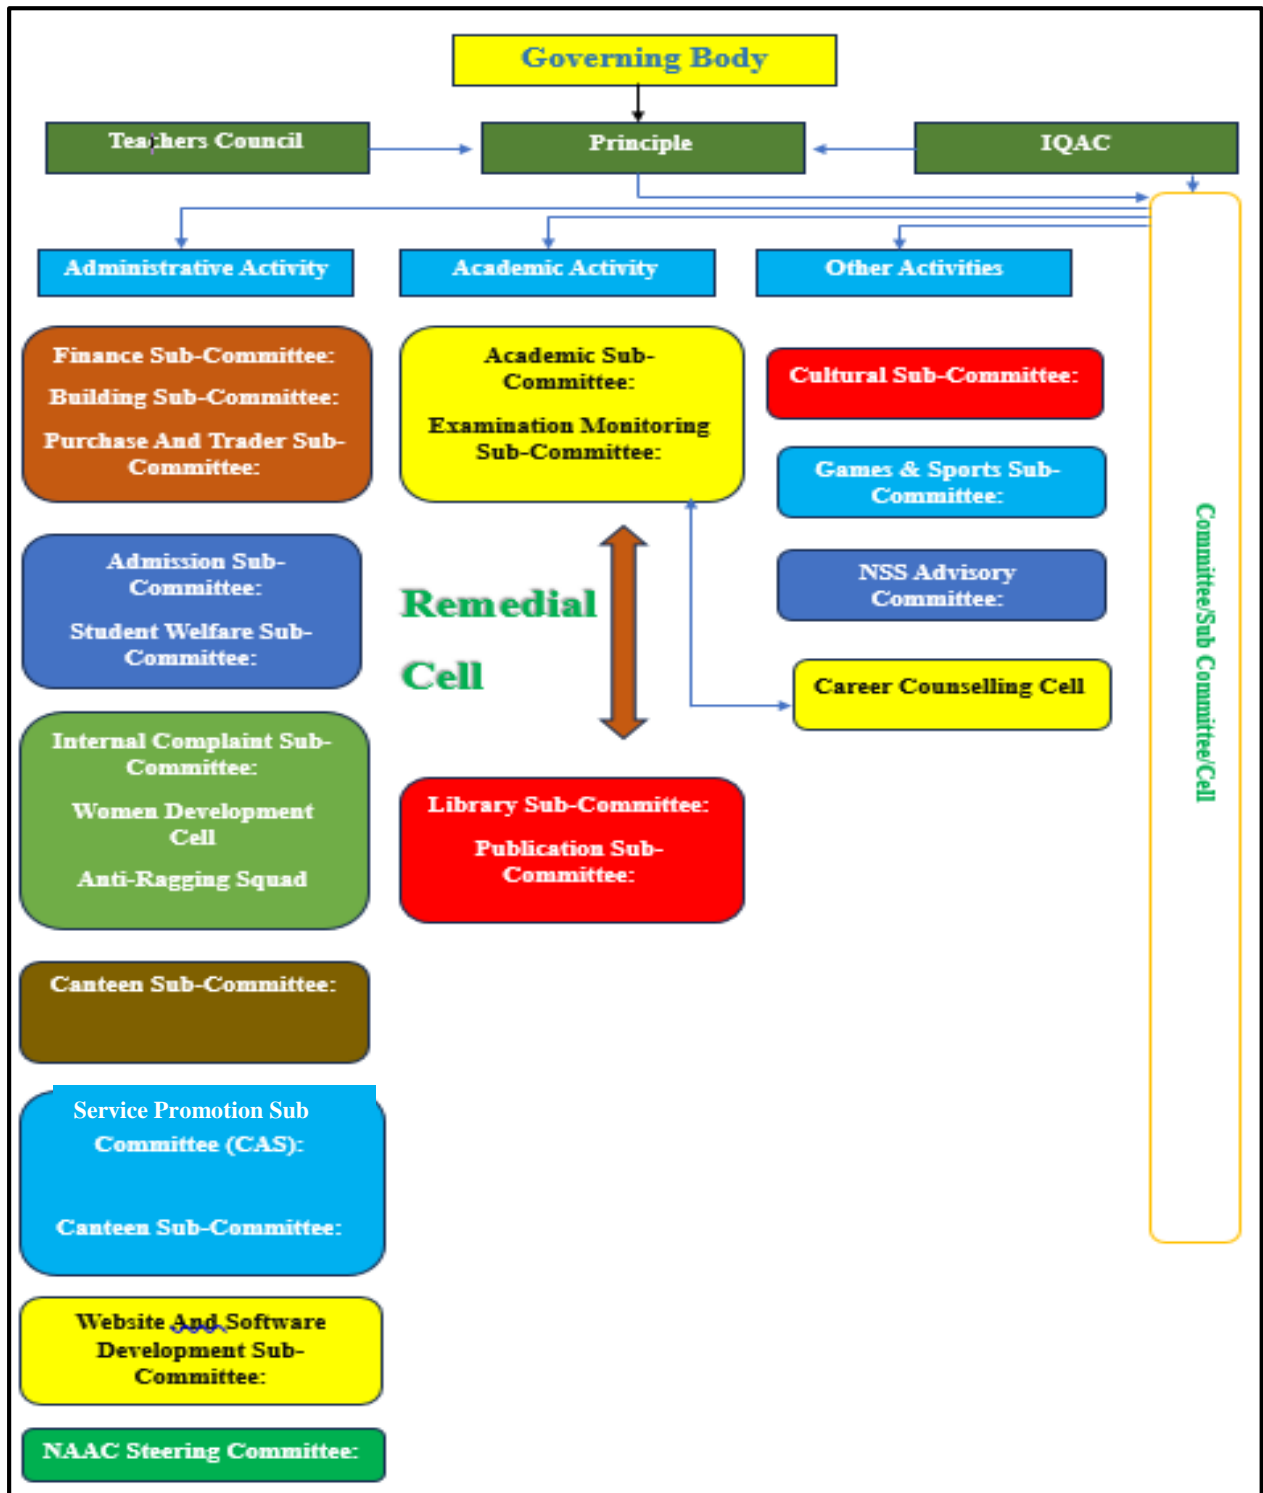 Governing Body
Teachers Council
Principle
IQAC
Administrative Activity
Academic Activity
Other Activities
Finance Sub-Committee:
Building Sub-Committee:
Purchase And Trader Sub-
Committee:
Admission Sub-
Committee:
Student Welfare Sub-
Committee:
Internal Complaint Sub-
Committee:
Women Development
Cell
Anti-Ragging Squad
Canteen Sub-Committee:
Service Promotion Sub
Committee (CAS):
Canteen Sub-Committee:
Website And Software
Development Sub-
Committee:
NAAC Steering Committee:
Academic Sub-
Committee:
Examination Monitoring
Sub-Committee:
Remedial
Cell
Library Sub-Committee:
Publication Sub-
Committee:
Cultural Sub-Committee:
Games & Sports Sub-
Committee:
NSS Advisory
Committee:
Career Counselling Cell
Committee/Sub Committee/Cell